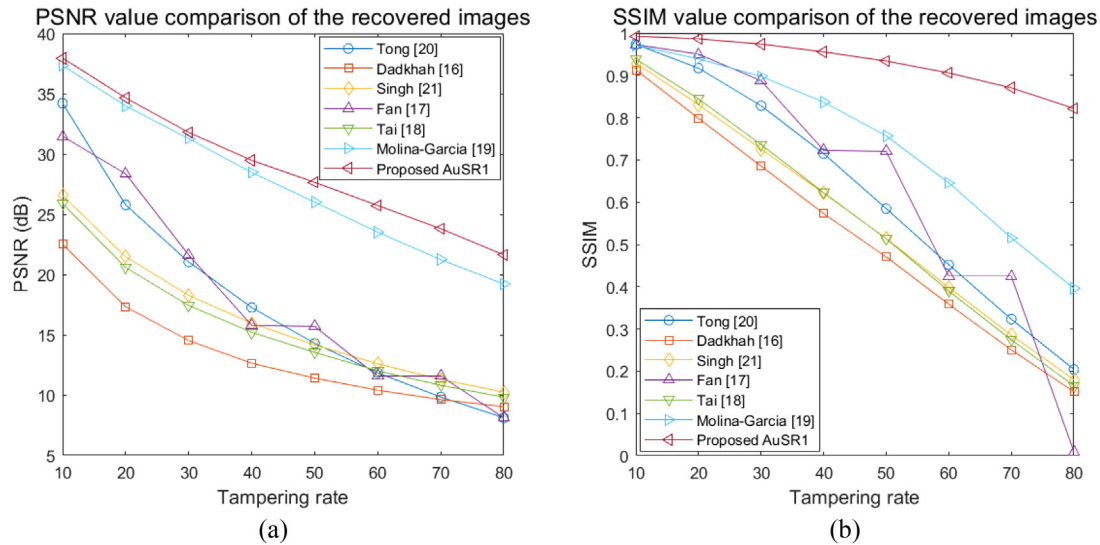 PSNR value comparison of the recovered images
40
35
30
25
20
15
10
5
PSNR (dB)
Tong [20]
Dadkhah [16]
Singh [21]
Fan [17]
Tai [18]
Molina-Garcia [19]
Proposed AuSR1
10 20 30 40 50 60 70 80
Tampering rate
(a)
SSIM value comparison of the recovered images
1
0.9
0.8
0.7
0.6
0.5
0.4
0.3
0.2
0.1
0
SSIM
Tong [20]
Dadkhah [16]
Singh [21]
Fan [17]
Tai [18]
Molina-Garcia [19]
Proposed AuSR1
10 20 30 40 50 60 70 80
Tampering rate
(b)